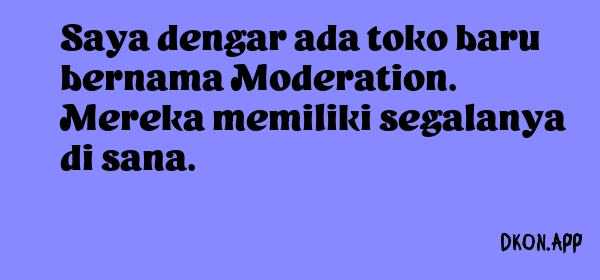 Saya dengar ada toko baru
bernama Moderation.
Mereka memiliki segalanya
di sana.
DKON.APP